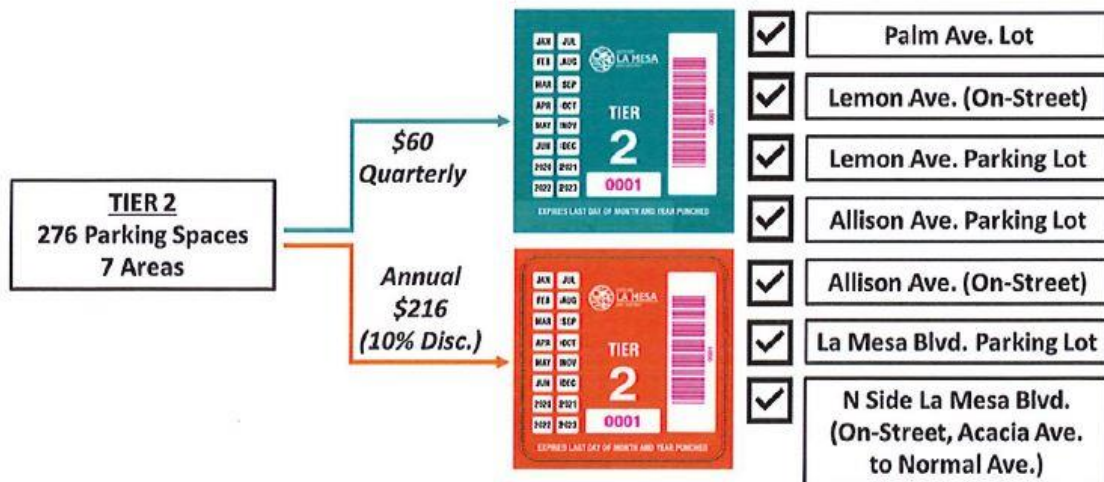 TIER 2
276 Parking Spaces
7 Areas
$60
Quarterly
Annual
$216
(10% Disc.)
JAN JUL
FEB AUG
MAR SEP
APR OCT
MAY NOV
JUN DEC
2020 2021
2022 2023
LA MESA
TIER
2
0001
0001
EXPIRES LAST DAY OF MONTH AND YEAR PUNCHED
JAN JUL
FEB AUG
MAR SEP
APR OCT
MAY NOV
JUN DEC
2020 2021
2022 2023
LA MESA
TIER
2
0001
0001
EXPIRES LAST DAY OF MONTH AND YEAR PUNCHED
Palm Ave. Lot
Lemon Ave. (On-Street)
Lemon Ave. Parking Lot
Allison Ave. Parking Lot
Allison Ave. (On-Street)
La Mesa Blvd. Parking Lot
N Side La Mesa Blvd.
(On-Street, Acacia Ave.
to Normal Ave.)